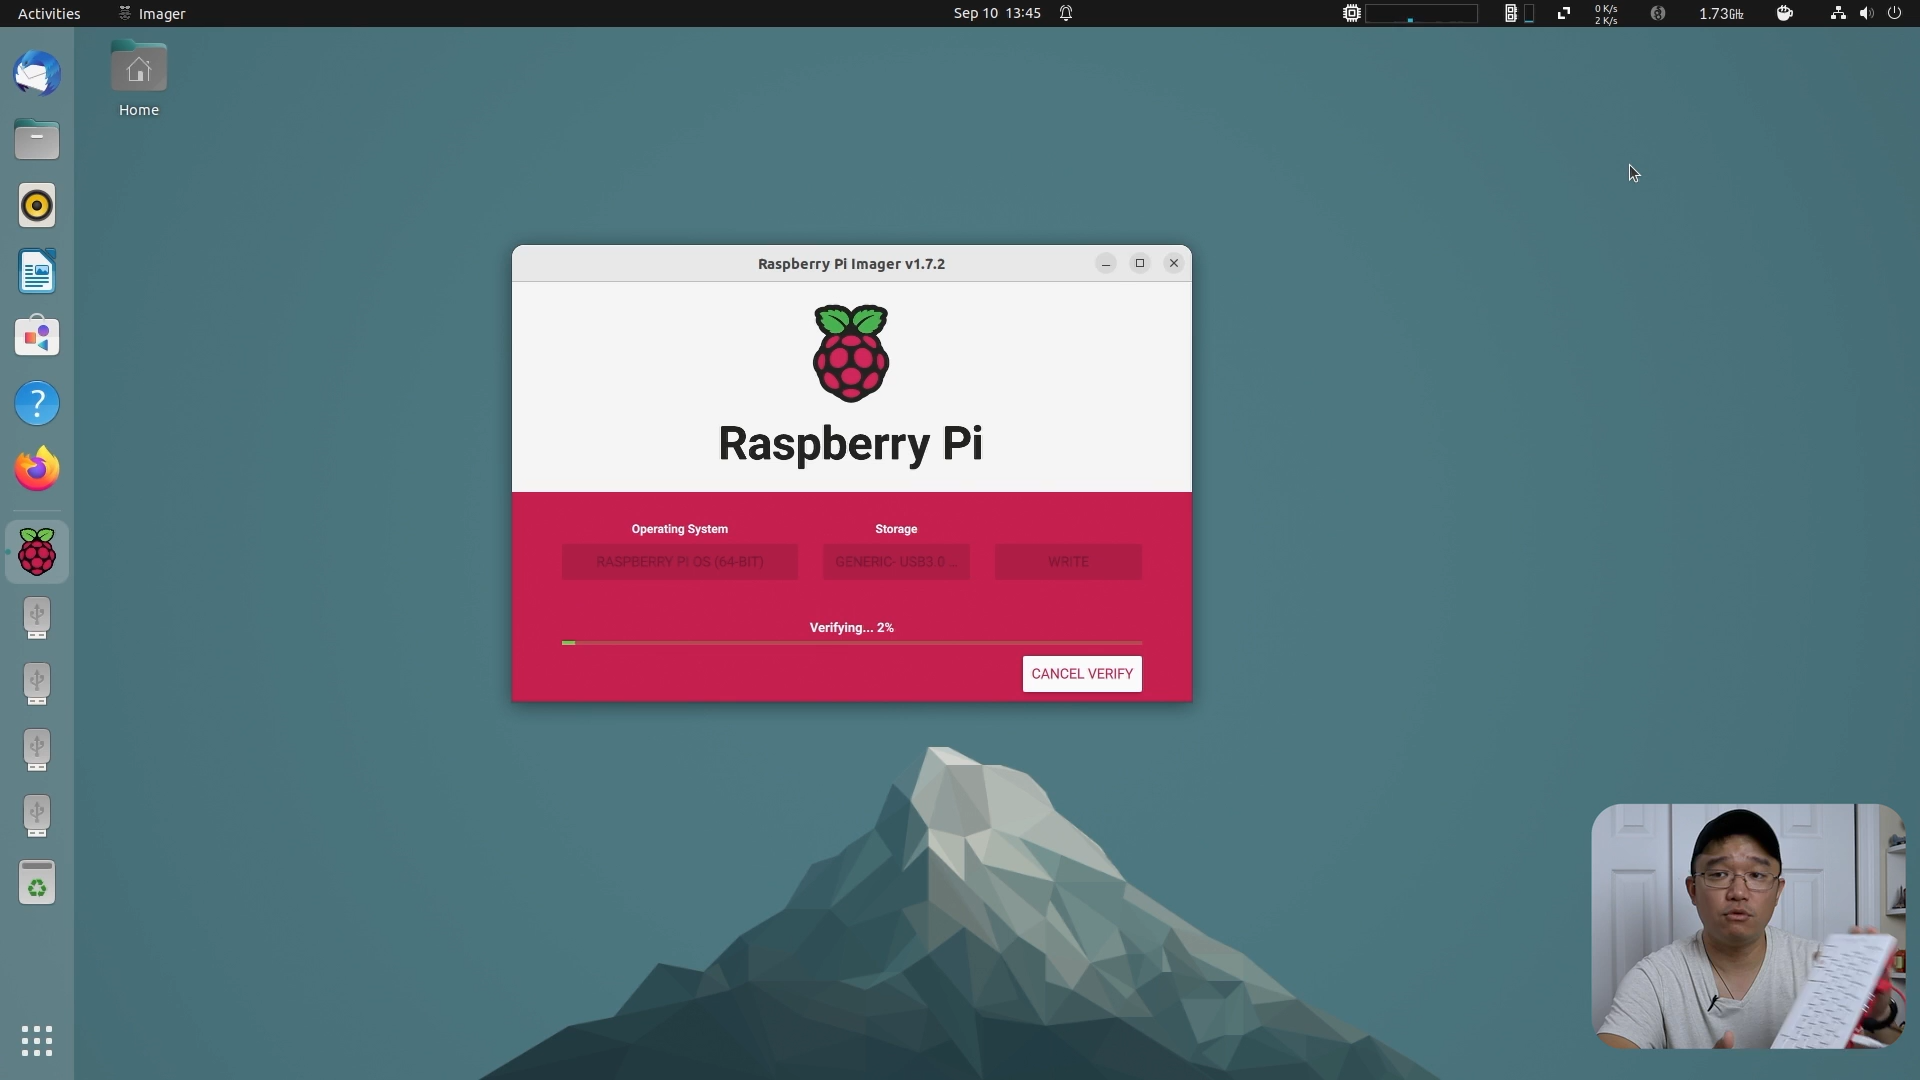 Activities
Imager
Sep 10 13:45
0 K/s
2 K/s
1.73GHz
Home
Raspberry Pi Imager v1.7.2
Raspberry Pi
Operating System
Storage
RASPBERRY PI OS (64-BIT)
GENERIC- USB3.0 ...
WRITE
Verifying... 2%
CANCEL VERIFY